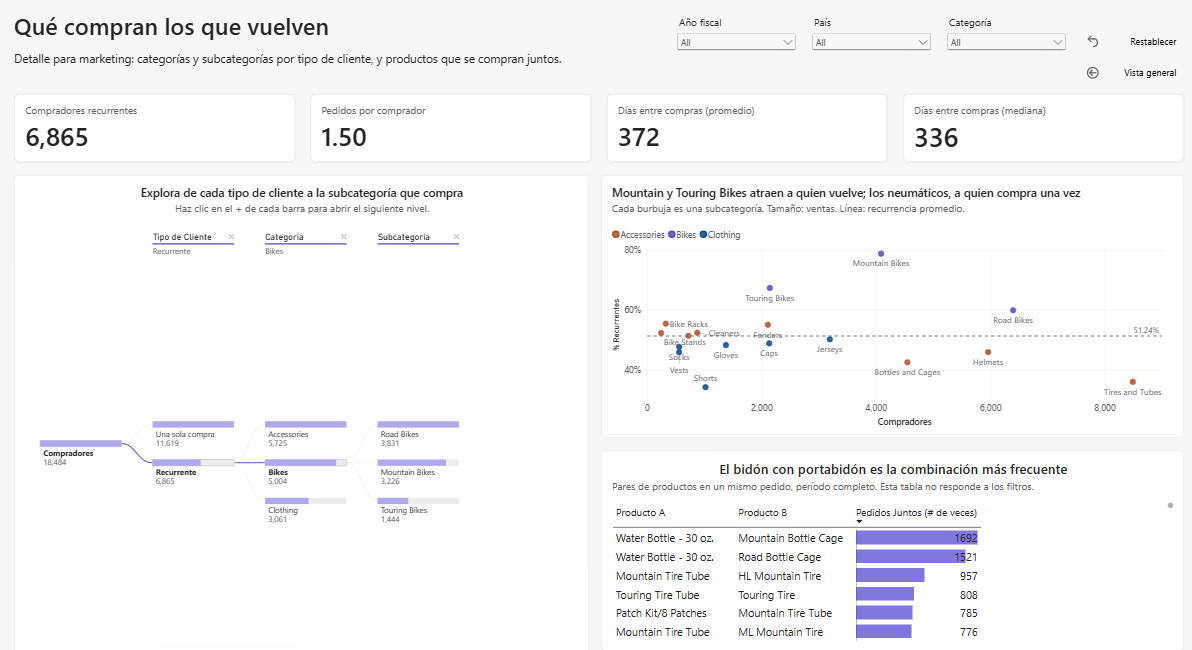 Qué compran los que vuelven
Detalle para marketing: categorías y subcategorías por tipo de cliente, y productos que se compran juntos.
Año fiscal
All
País
All
Categoría
All
Restablecer
Vista general
Compradores recurrentes
6,865
Pedidos por comprador
1.50
Días entre compras (promedio)
372
Días entre compras (mediana)
336
Explora de cada tipo de cliente a la subcategoría que compra
Haz clic en el + de cada barra para abrir el siguiente nivel.
Tipo de Cliente
Recurrente
Categoría
Bikes
Subcategoría
Compradores
18,484
Una sola compra
11,619
Recurrente
6,865
Accessories
5,725
Bikes
5,004
Clothing
3,061
Road Bikes
3,831
Mountain Bikes
3,226
Touring Bikes
1,444
Mountain y Touring Bikes atraen a quien vuelve; los neumáticos, a quien compra una vez
Cada burbuja es una subcategoría. Tamaño: ventas. Línea: recurrencia promedio.
Accessories Bikes Clothing
% Recurrentes
80%
60%
40%
Mountain Bikes
Touring Bikes
Road Bikes
51.24%
Bike Racks
Cleaners
Fenders
Bike Stands
Socks
Gloves
Caps
Jerseys
Vests
Shorts
Bottles and Cages
Helmets
Tires and Tubes
0 2,000 4,000 6,000 8,000
Compradores
El bidón con portabidón es la combinación más frecuente
Pares de productos en un mismo pedido, período completo. Esta tabla no responde a los filtros.
Producto A Producto B Pedidos Juntos (# de veces)
Water Bottle - 30 oz. Mountain Bottle Cage 1692
Water Bottle - 30 oz. Road Bottle Cage 1521
Mountain Tire Tube HL Mountain Tire 957
Touring Tire Tube Touring Tire 808
Patch Kit/8 Patches Mountain Tire Tube 785
Mountain Tire Tube ML Mountain Tire 776